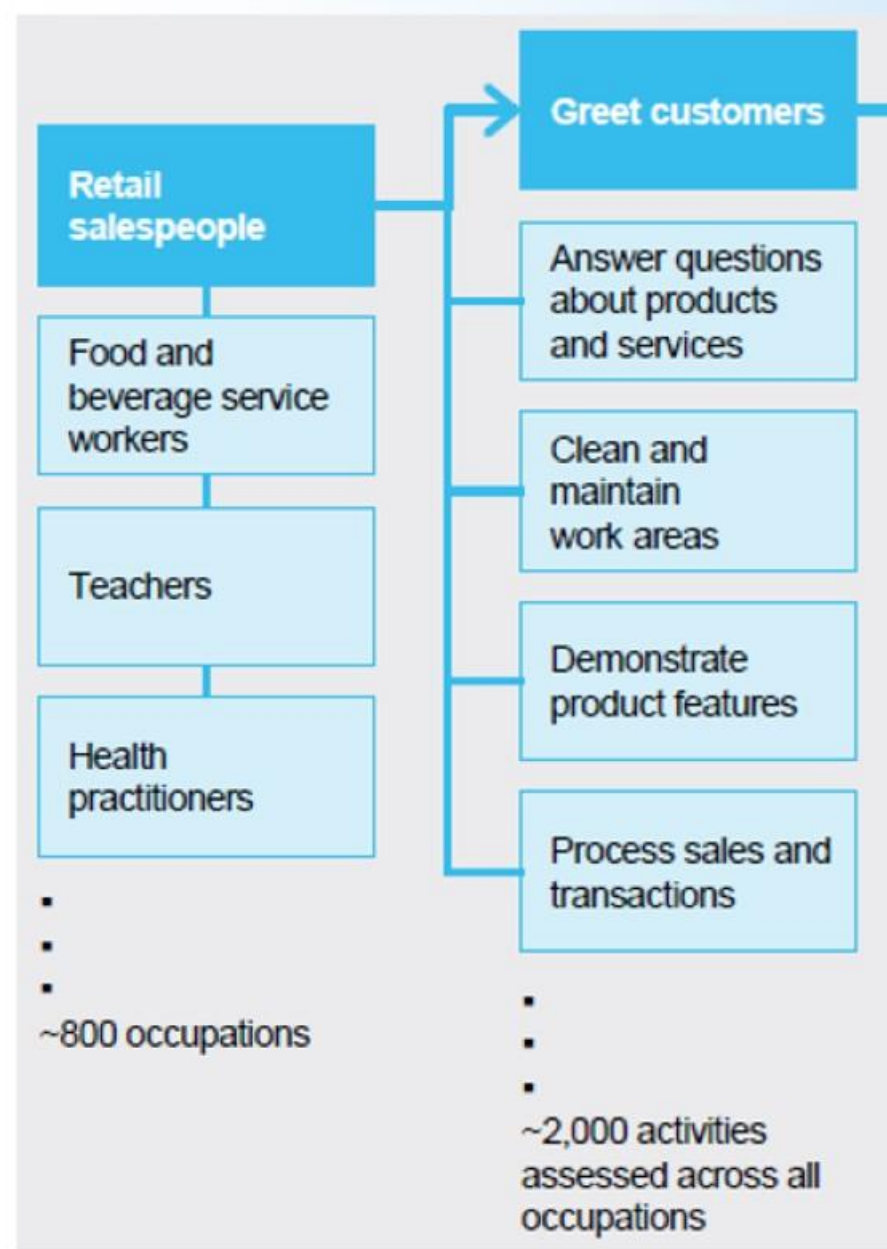 Retail
salespeople
Food and
beverage service
workers
Teachers
Health
practitioners
▪
▪
▪
~800 occupations
Greet customers
Answer questions
about products
and services
Clean and
maintain
work areas
Demonstrate
product features
Process sales and
transactions
▪
▪
▪
~2,000 activities
assessed across all
occupations